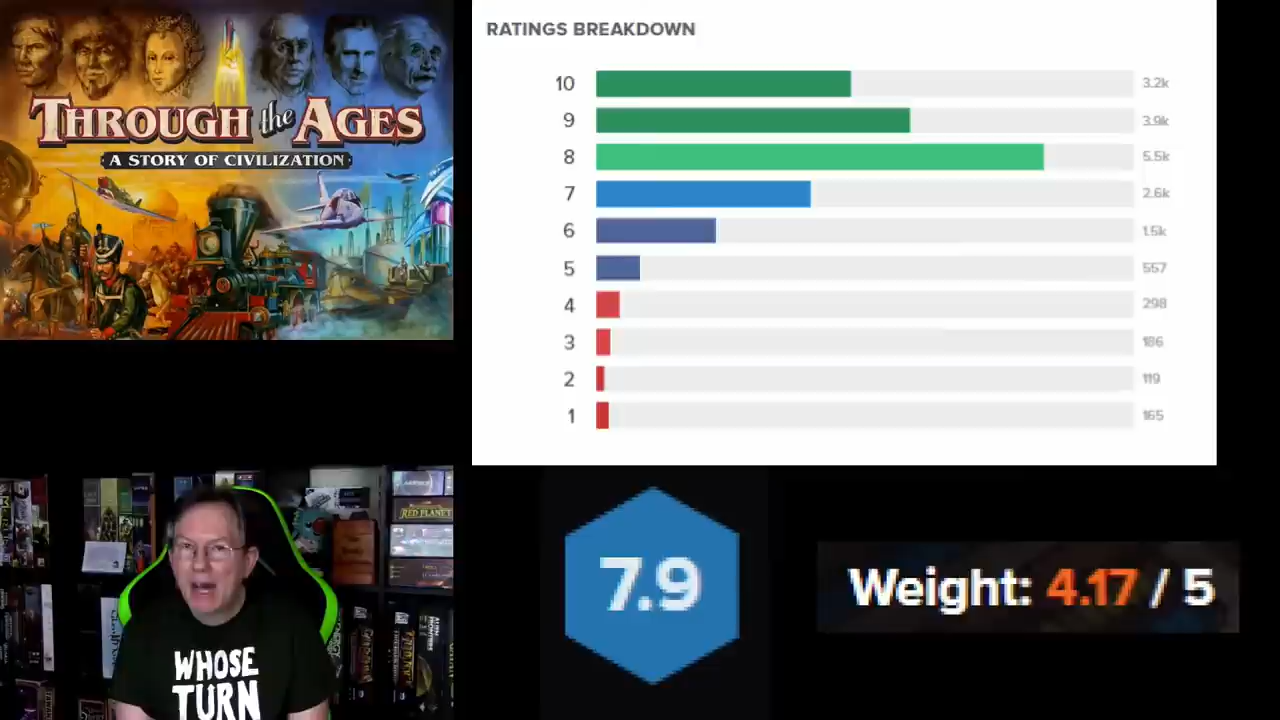 THROUGH the AGES
A STORY OF CIVILIZATION
RATINGS BREAKDOWN
10 3.2k
9 3.9k
8 5.5k
7 2.6k
6 1.5k
5 557
4 298
3 186
2 119
1 165
7.9
Weight: 4.17 / 5
RED PLANET
WHOSE
TURN